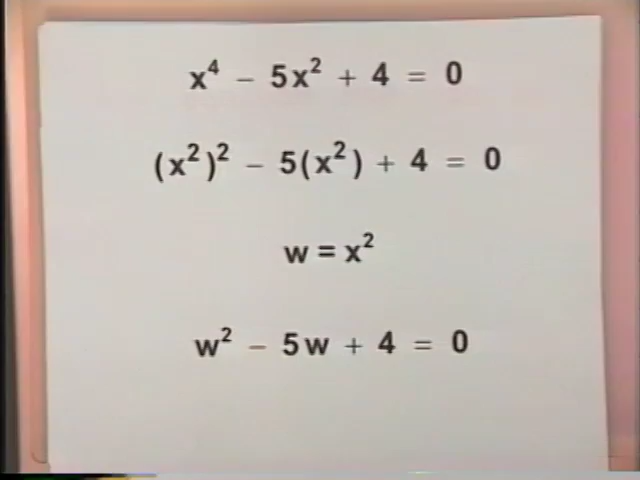 x⁴ − 5x² + 4 = 0
(x²)² − 5(x²) + 4 = 0
w = x²
w² − 5w + 4 = 0